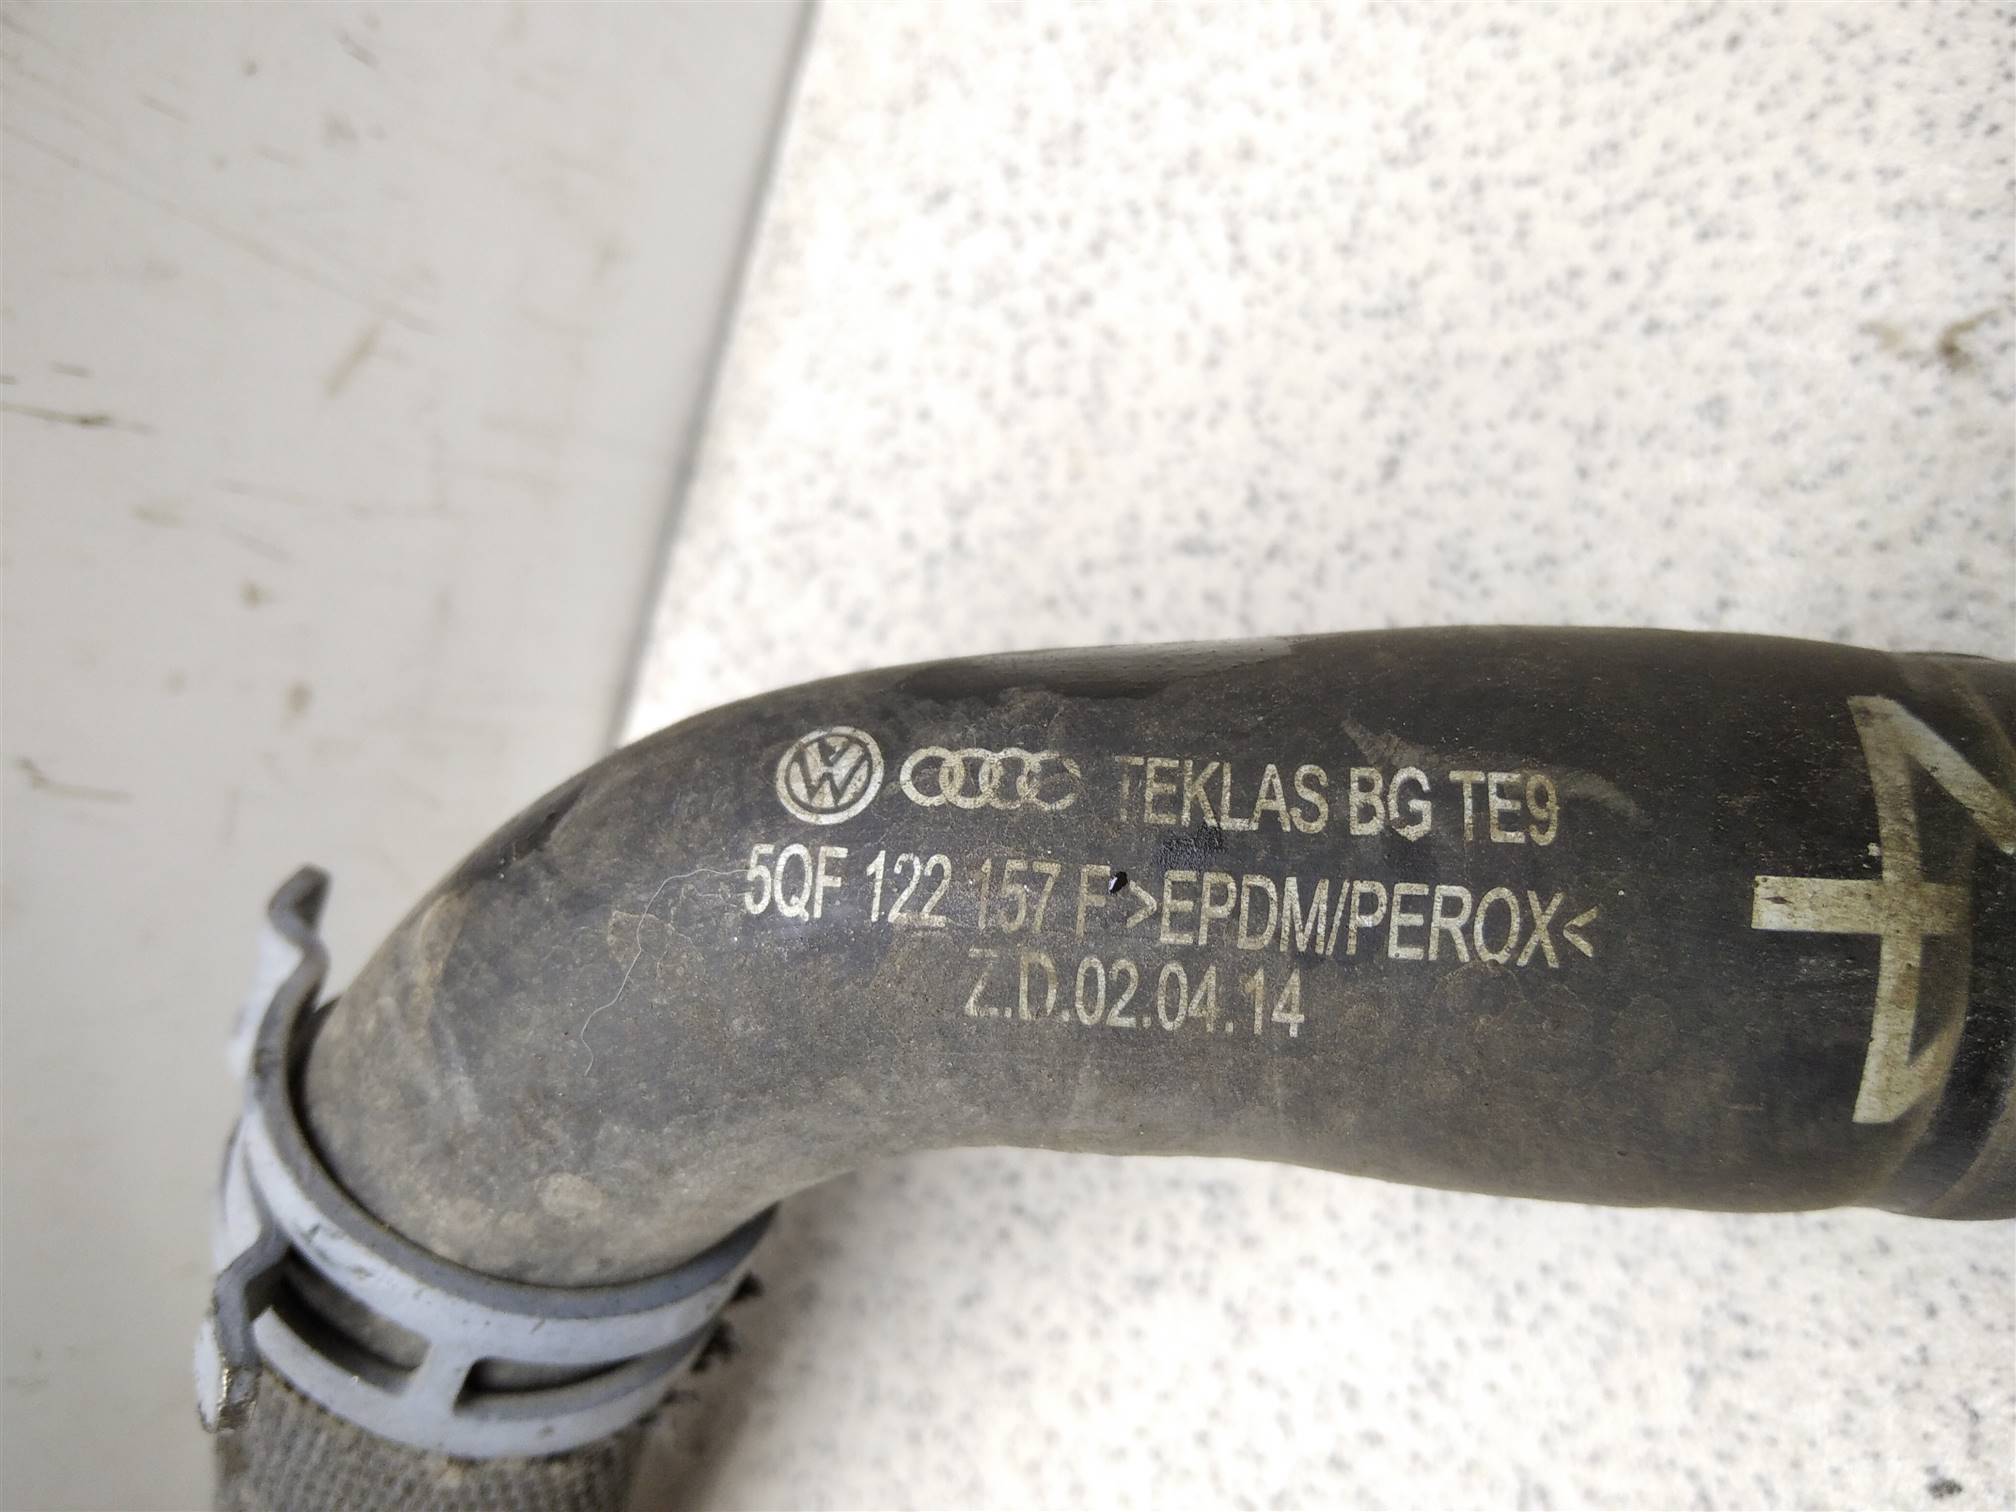 TEKLAS BG TE9
5QF 122 157 F >EPDM/PEROX<
Z.D.02.04.14